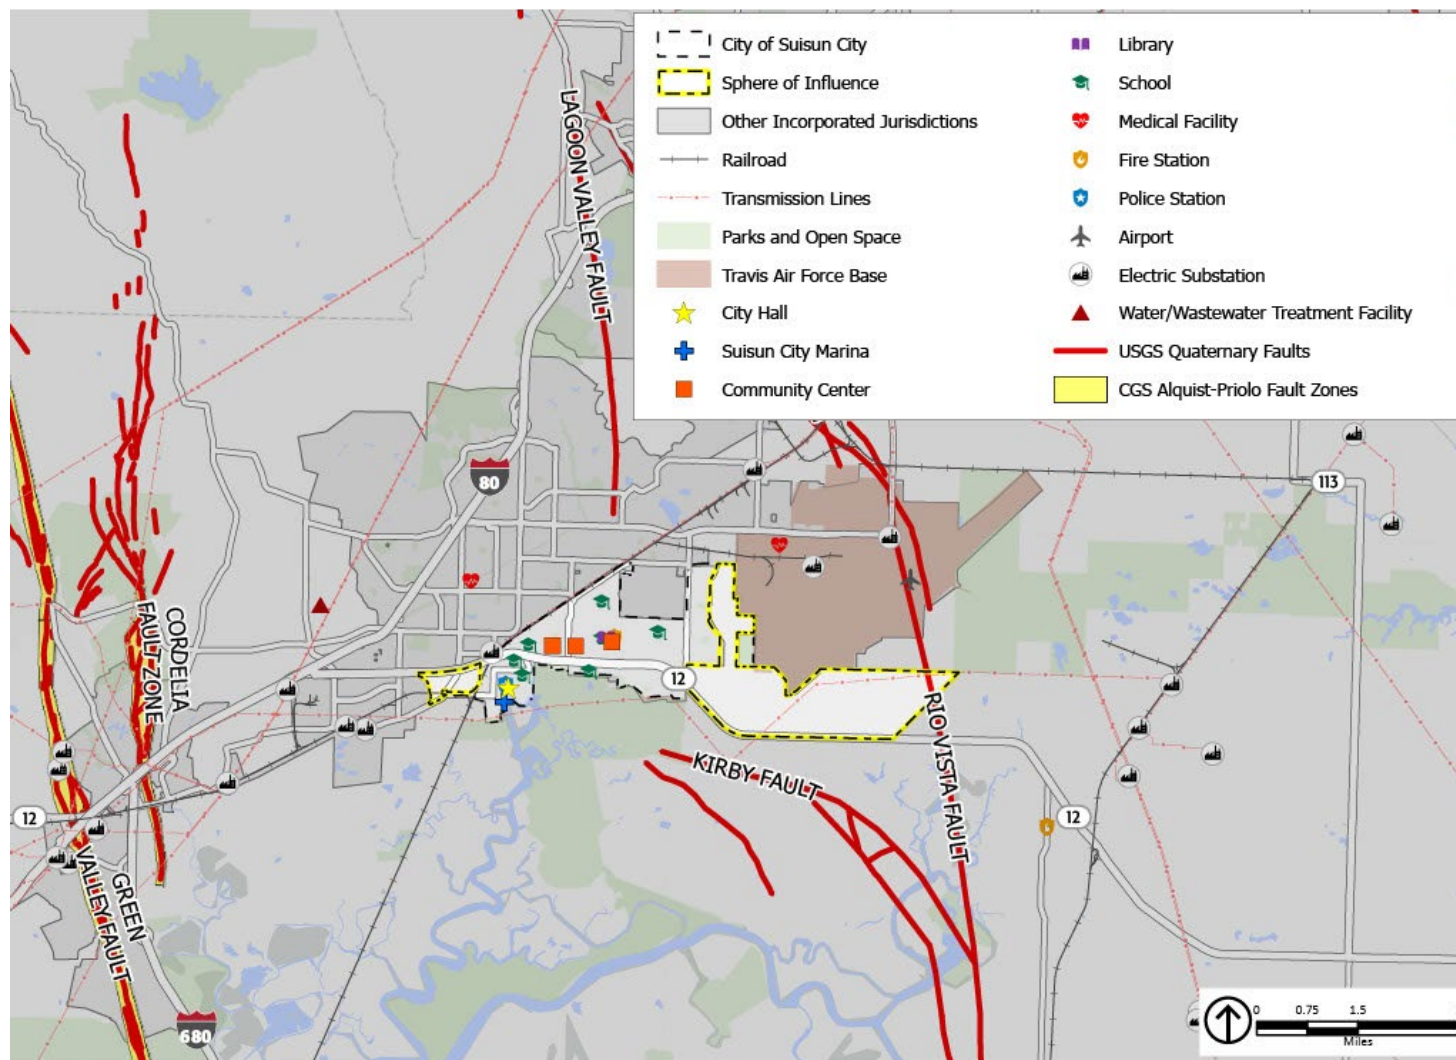 City of Suisun City
Sphere of Influence
Other Incorporated Jurisdictions
Railroad
Transmission Lines
Parks and Open Space
Travis Air Force Base
City Hall
Suisun City Marina
Community Center
Library
School
Medical Facility
Fire Station
Police Station
Airport
Electric Substation
Water/Wastewater Treatment Facility
USGS Quaternary Faults
CGS Alquist-Priolo Fault Zones
LAGOON VALLEY FAULT
80
113
CORDELIA
FAULT ZONE
12
RIO VISTA FAULT
KIRBY FAULT
12
12
GREEN
VALLEY FAULT
680
0 0.75 1.5
Miles